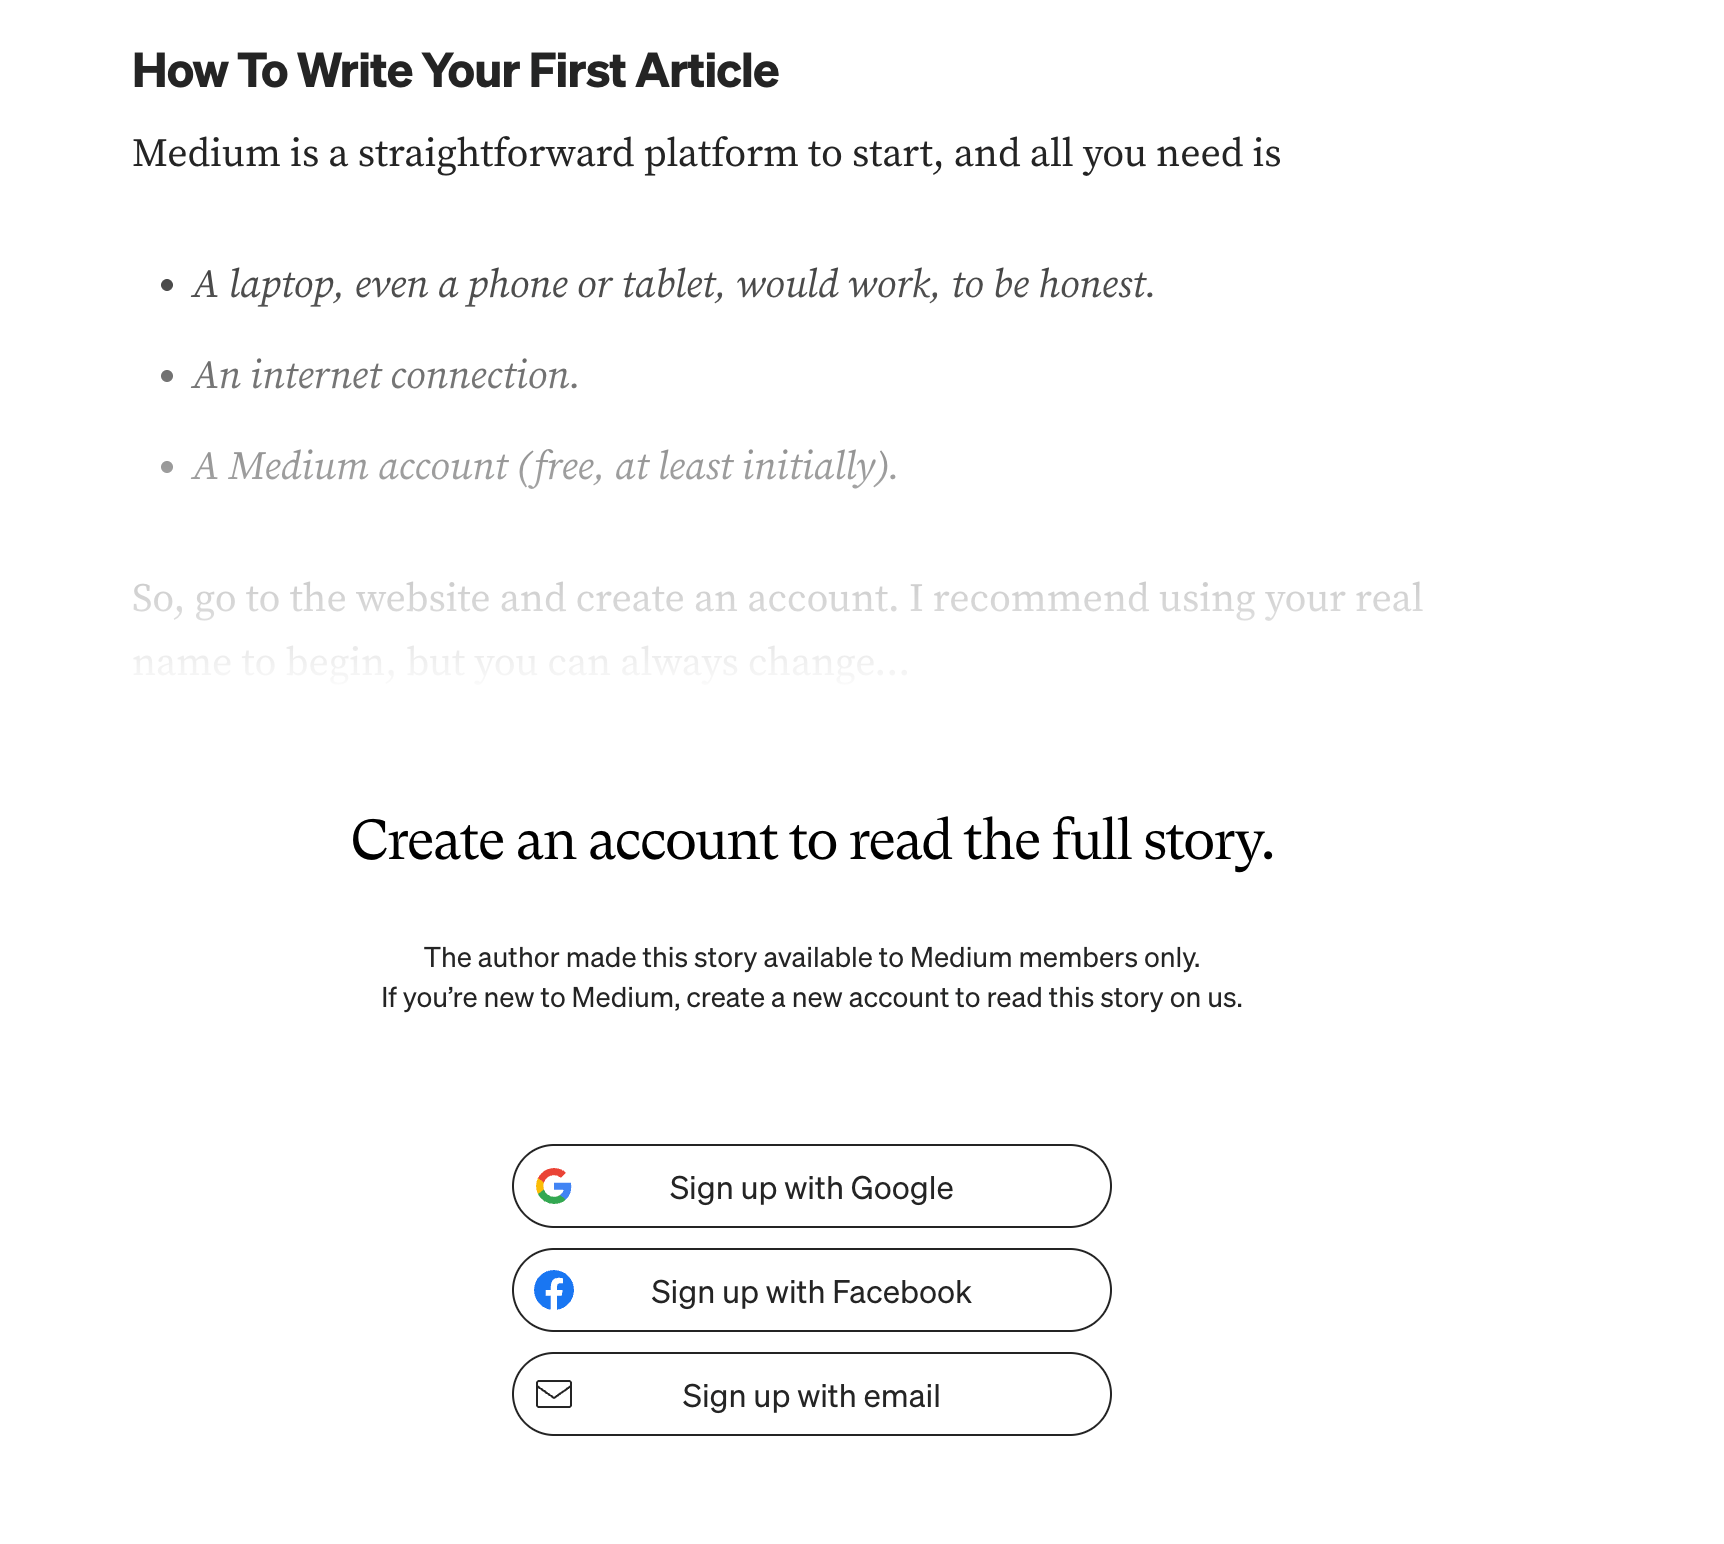 How To Write Your First Article
Medium is a straightforward platform to start, and all you need is
• A laptop, even a phone or tablet, would work, to be honest.
• An internet connection.
• A Medium account (free, at least initially).
So, go to the website and create an account. I recommend using your real
name to begin, but you can always change...
Create an account to read the full story.
The author made this story available to Medium members only.
If you’re new to Medium, create a new account to read this story on us.
Sign up with Google
Sign up with Facebook
Sign up with email